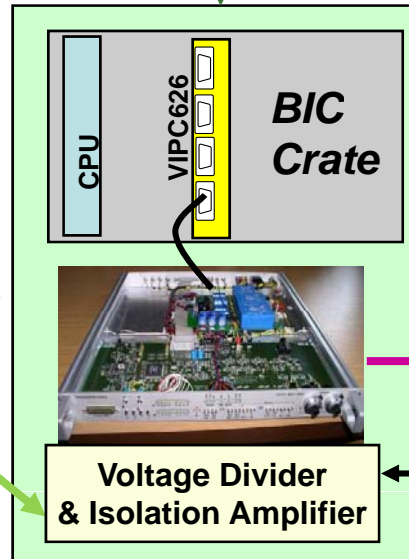 CPU
VIPC626
BIC
Crate
Voltage Divider
& Isolation Amplifier